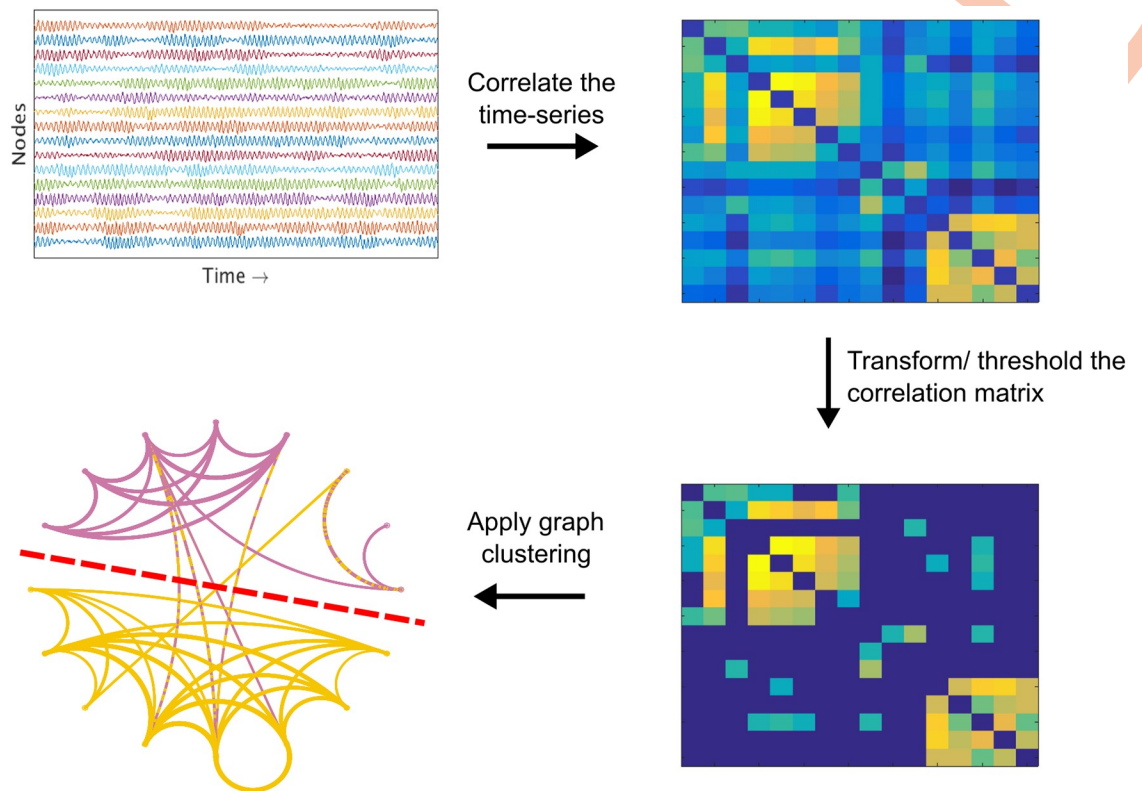 Nodes
Time →
Correlate the
time-series
Transform/ threshold the
correlation matrix
Apply graph
clustering